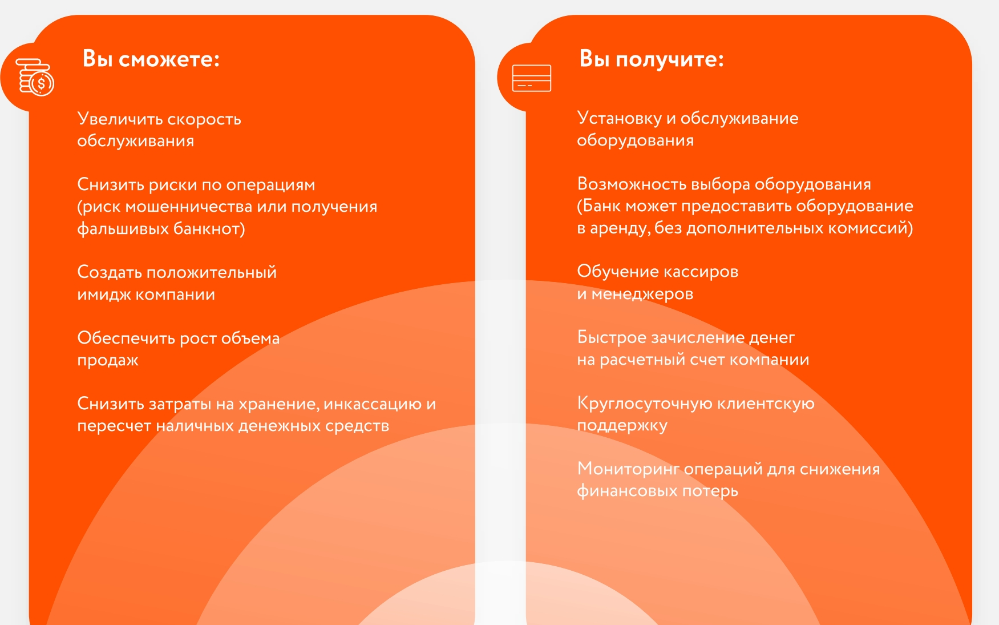 Вы сможете:
Увеличить скорость
обслуживания
Снизить риски по операциям
(риск мошенничества или получения
фальшивых банкнот)
Создать положительный
имидж компании
Обеспечить рост объема
продаж
Снизить затраты на хранение, инкассацию и
пересчет наличных денежных средств
Вы получите:
Установку и обслуживание
оборудования
Возможность выбора оборудования
(Банк может предоставить оборудование
в аренду, без дополнительных комиссий)
Обучение кассиров
и менеджеров
Быстрое зачисление денег
на расчетный счет компании
Круглосуточную клиентскую
поддержку
Мониторинг операций для снижения
финансовых потерь